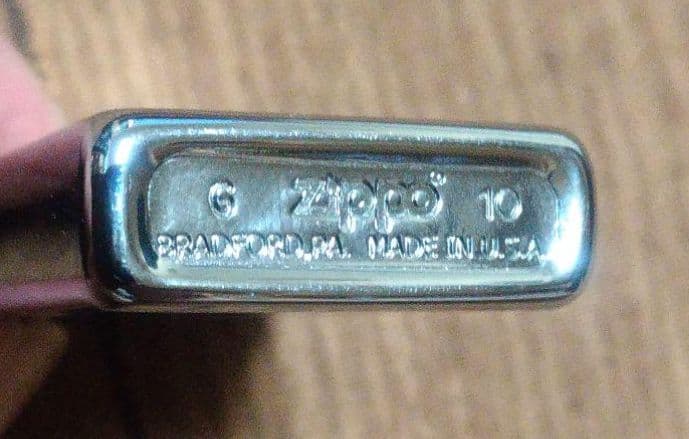 G Zippo® 10
BRADFORD, PA. MADE IN U.S.A.